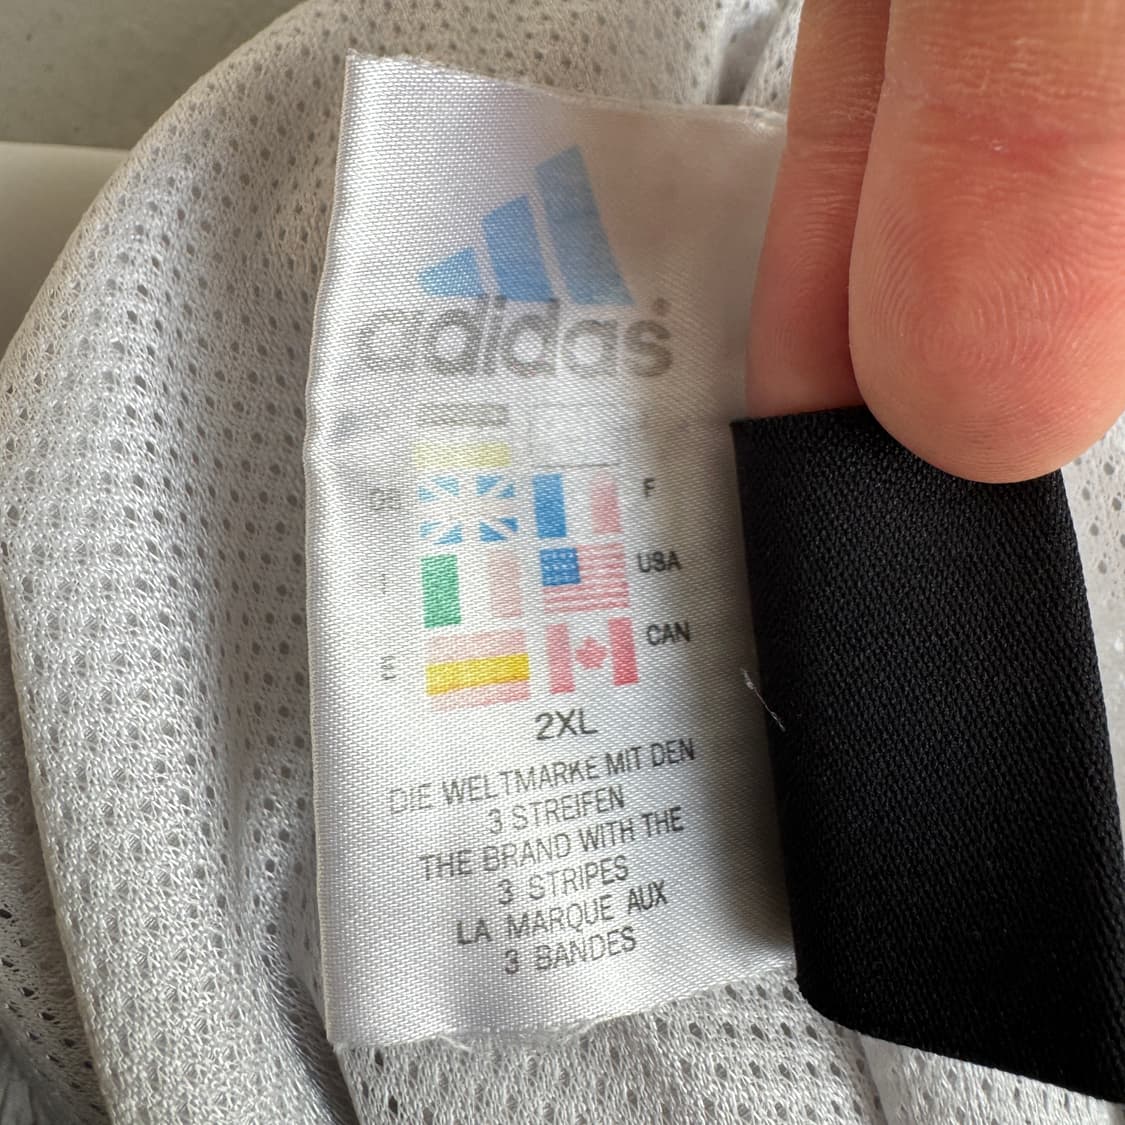 adidas
GB F
I USA
E CAN
2XL
DIE WELTMARKE MIT DEN
3 STREIFEN
THE BRAND WITH THE
3 STRIPES
LA MARQUE AUX
3 BANDES